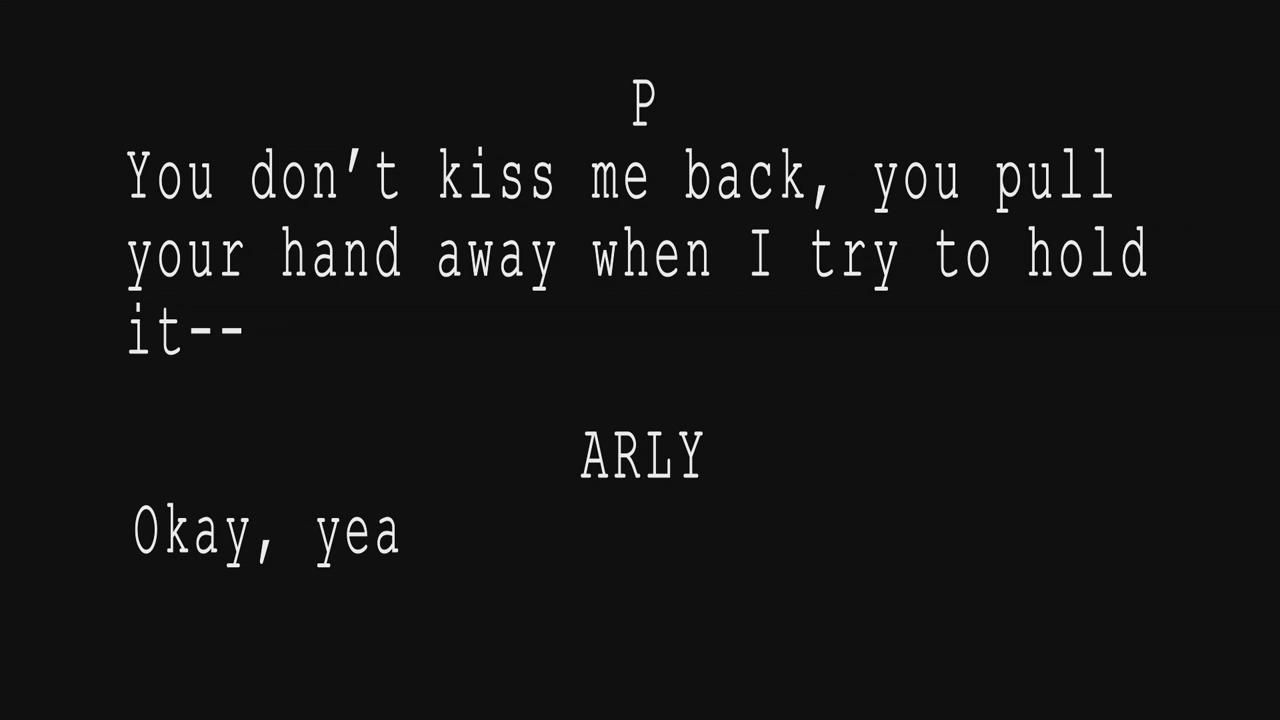 P
You don't kiss me back, you pull
your hand away when I try to hold
it--
ARLY
Okay, yea